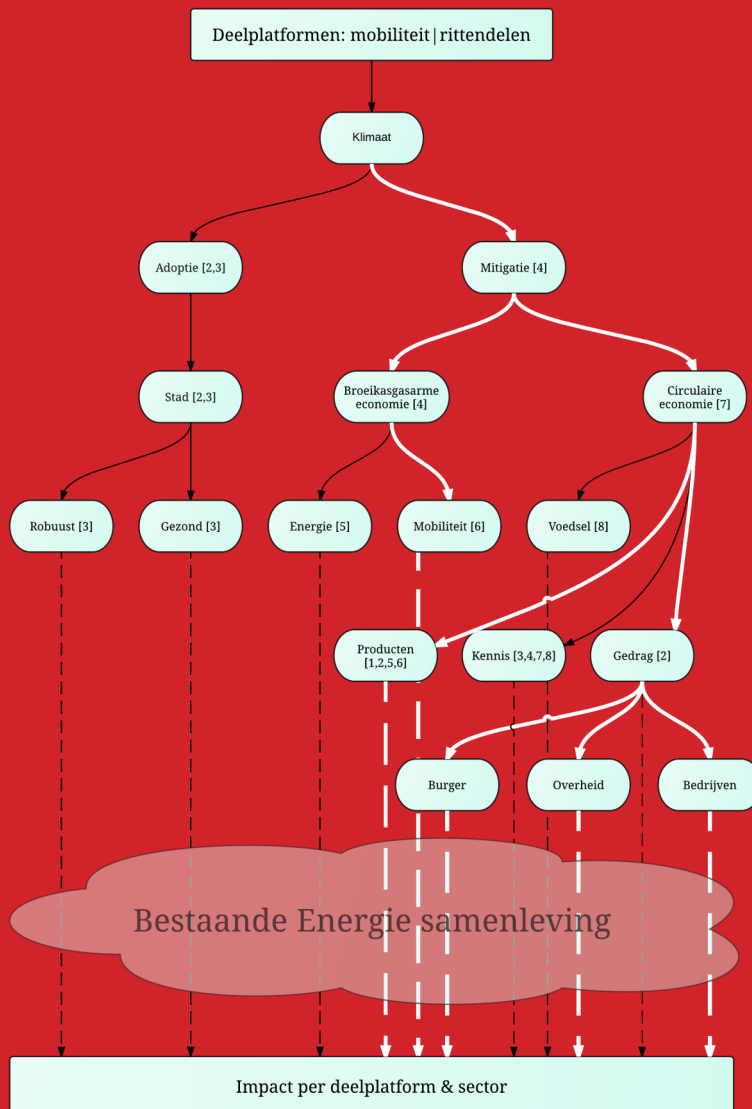 Deelplatformen: mobiliteit|rittendelen
Klimaat
Adoptie [2,3]
Mitigatie [4]
Stad [2,3]
Broeikasgasarme
economie [4]
Circulaire
economie [7]
Robuust [3]
Gezond [3]
Energie [5]
Mobiliteit [6]
Voedsel [8]
Producten
[1,2,5,6]
Kennis [3,4,7,8]
Gedrag [2]
Burger
Overheid
Bedrijven
Bestaande Energie samenleving
Impact per deelplatform & sector